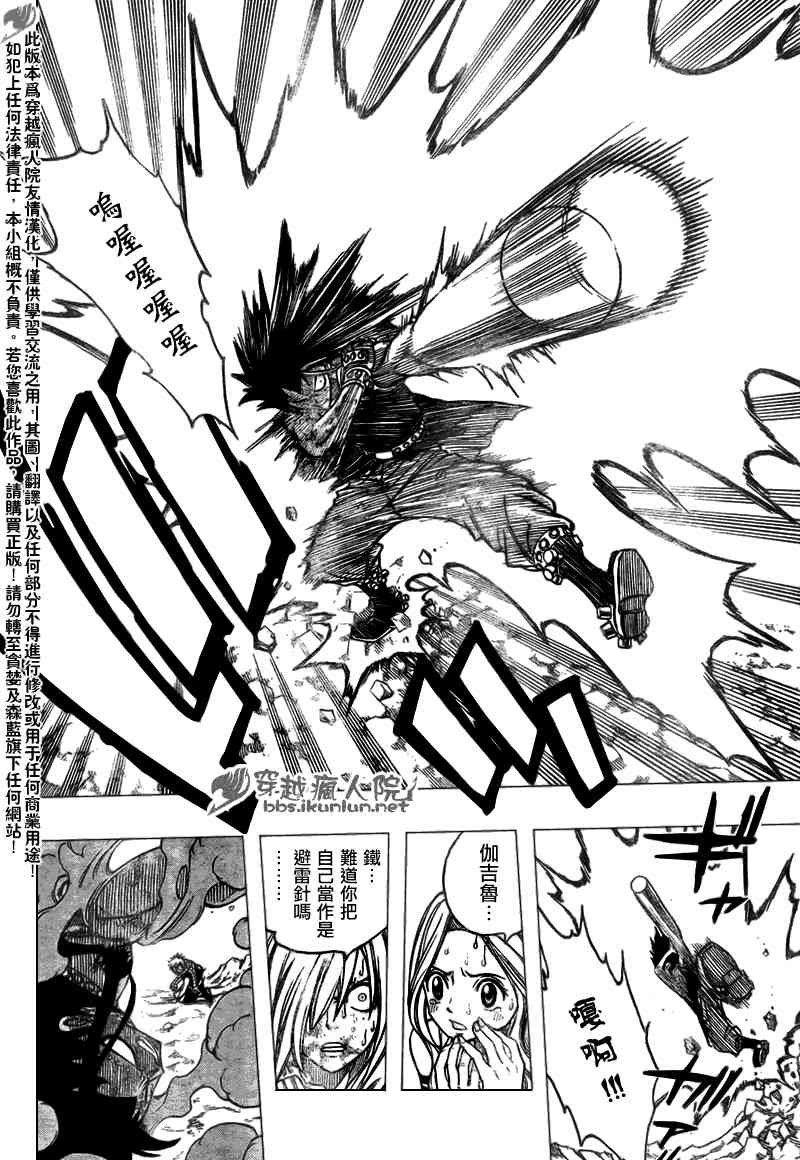 此版本爲穿越瘋人院友情漢化，僅供學習交流之用，其圖、翻譯以及任何部分不得進行修改或用于任何商業用途！
如犯上任何法律責任，本小組概不負責。若您喜歡此作品，請購買正版！請勿轉至貪婪及森藍旗下任何網站！
嗚喔喔喔喔
穿越瘋人院
bbs.ikunlun.net
嘎啊!!!
伽吉魯…
鐵…
難道你把
自己當作是
避雷針嗎
………